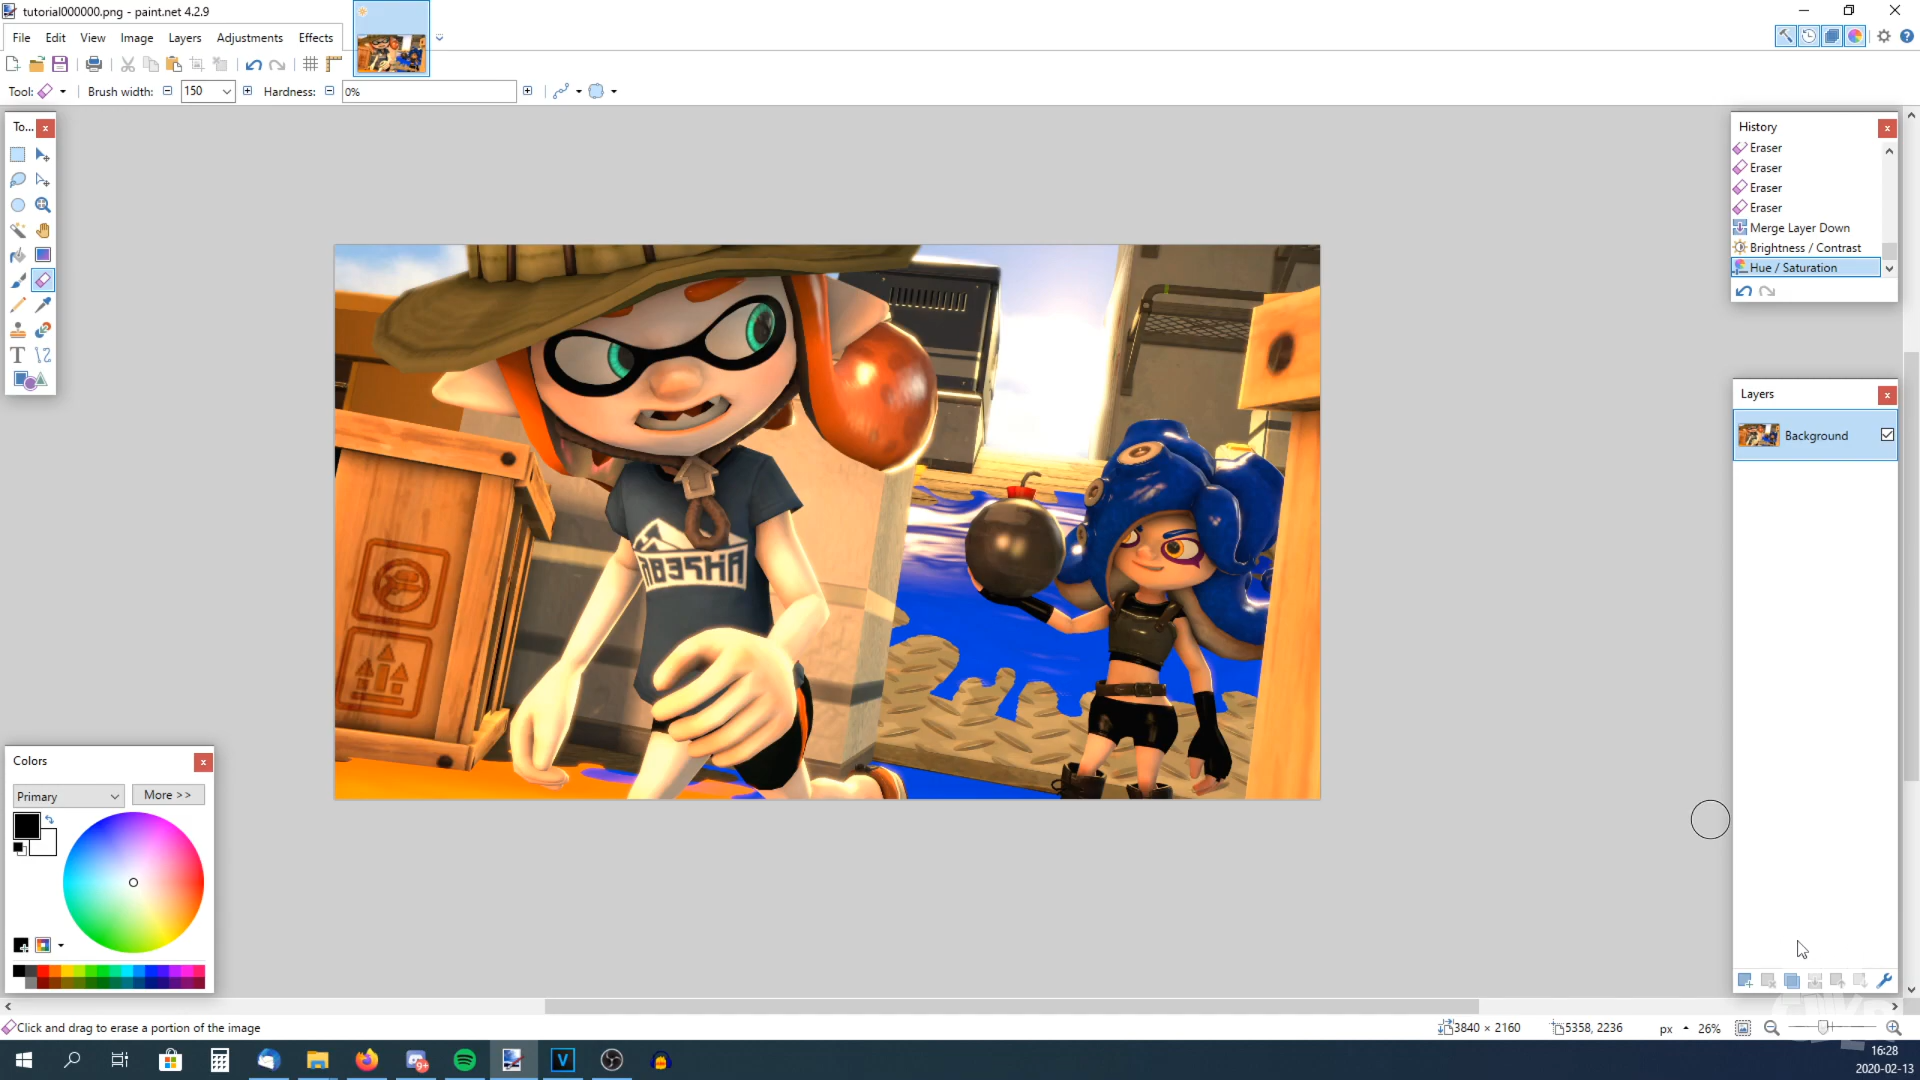 tutorial000000.png - paint.net 4.2.9
File Edit View Image Layers Adjustments Effects
Tool: Brush width: 150 Hardness: 0%
To...
History
Eraser
Eraser
Eraser
Eraser
Merge Layer Down
Brightness / Contrast
Hue / Saturation
Layers
Background
Colors
Primary More >>
Click and drag to erase a portion of the image
3840 × 2160 5358, 2236 px 26%
16:28
2020-02-13